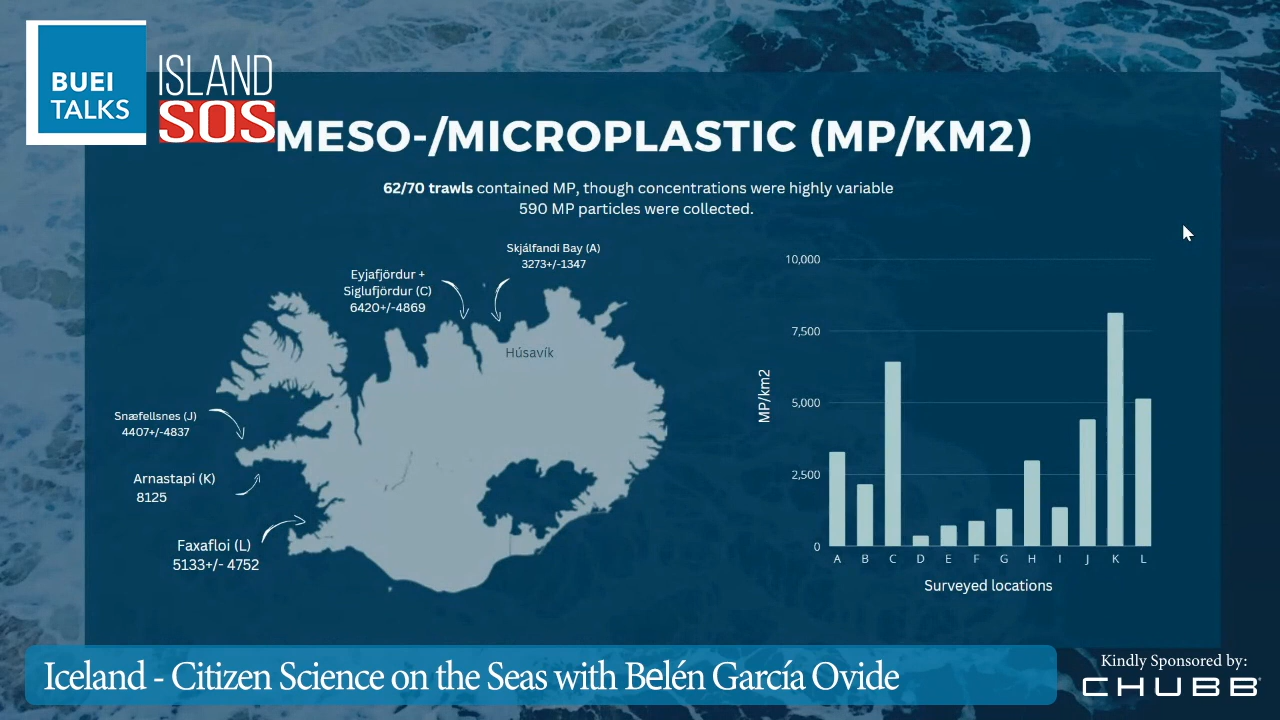 BUEI
TALKS
ISLAND
SOS
MESO-/MICROPLASTIC (MP/KM2)
62/70 trawls contained MP, though concentrations were highly variable
590 MP particles were collected.
Skjálfandi Bay (A)
3273+/-1347
Eyjafjördur +
Siglufjördur (C)
6420+/-4869
Húsavík
Snæfellsnes (J)
4407+/-4837
Arnastapi (K)
8125
Faxafloi (L)
5133+/- 4752
10,000
7,500
5,000
2,500
0
MP/km2
A B C D E F G H I J K L
Surveyed locations
Iceland - Citizen Science on the Seas with Belén García Ovide
Kindly Sponsored by:
CHUBB